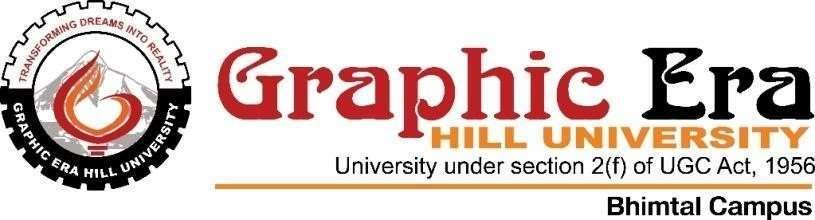 TRANSFORMING DREAMS INTO REALITY
GRAPHIC ERA HILL UNIVERSITY
Graphic Era
HILL UNIVERSITY
University under section 2(f) of UGC Act, 1956
Bhimtal Campus